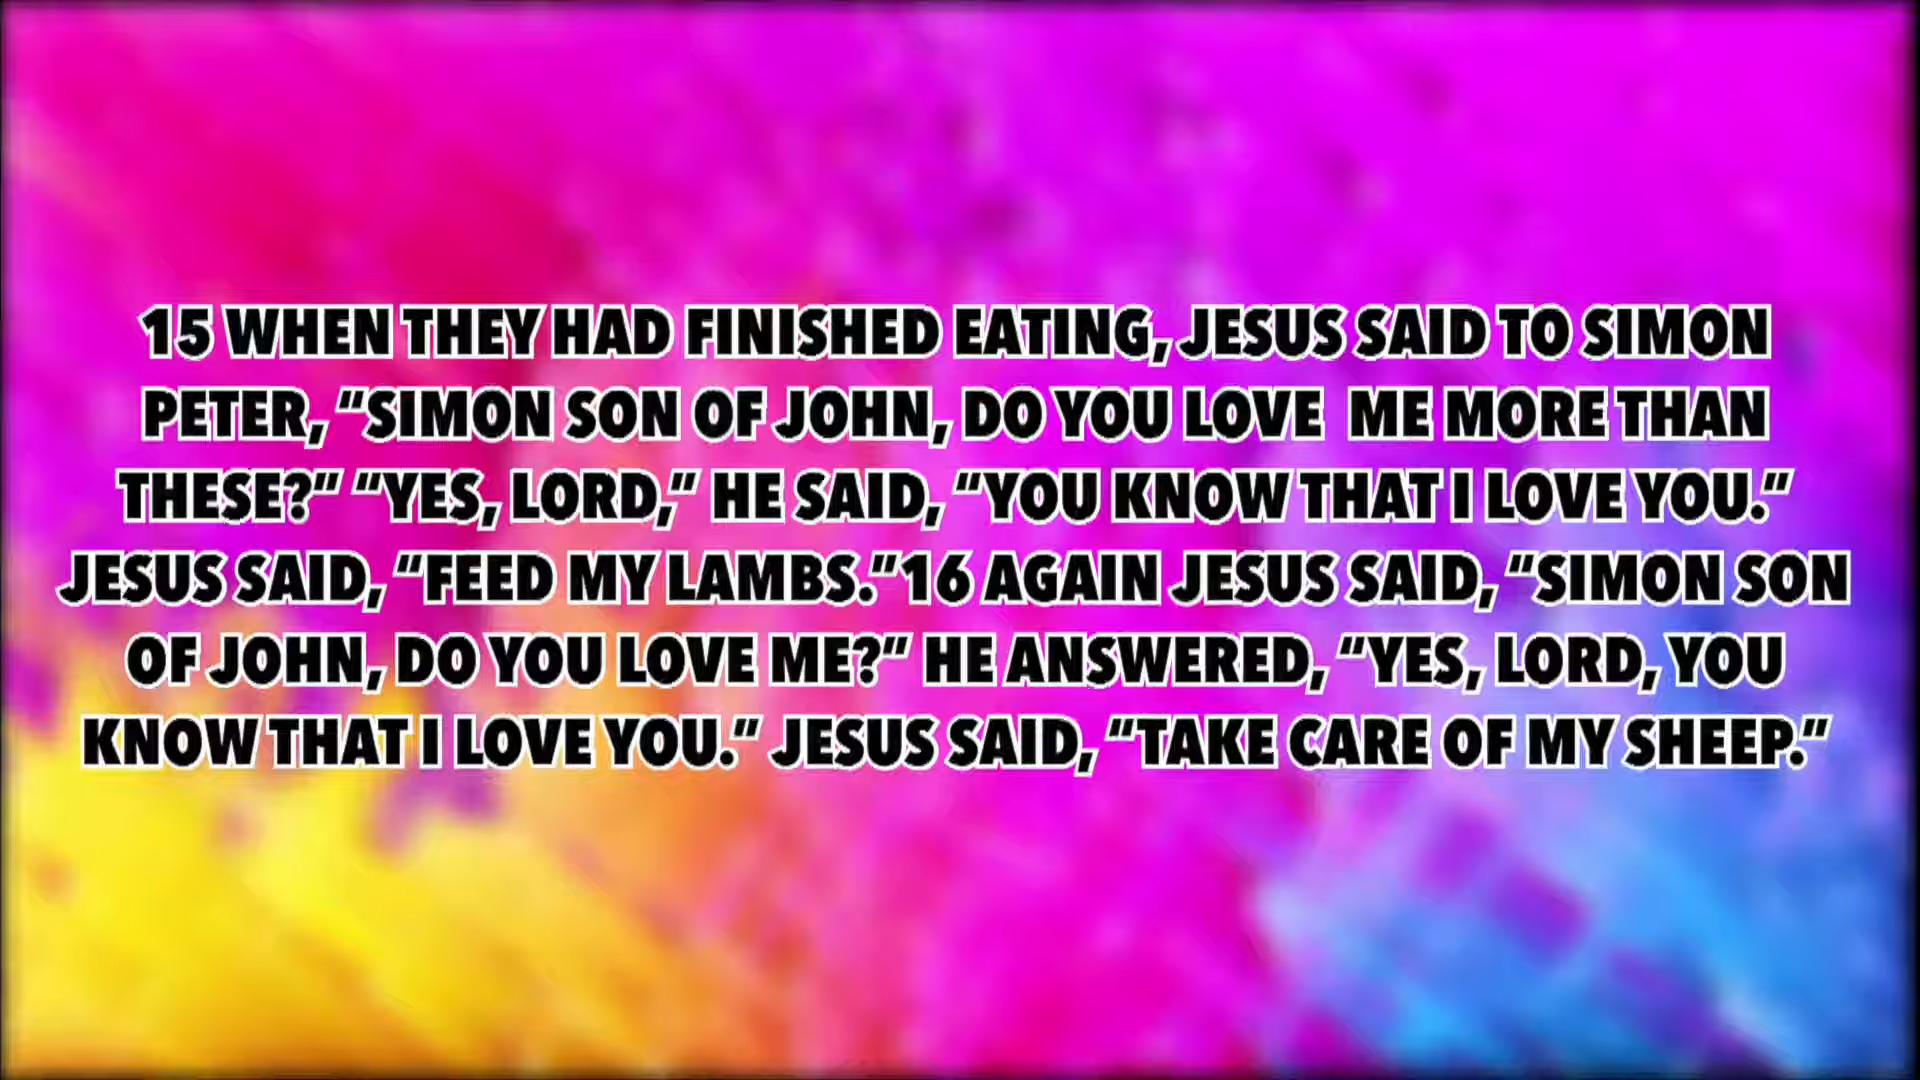 15 WHEN THEY HAD FINISHED EATING, JESUS SAID TO SIMON
PETER, “SIMON SON OF JOHN, DO YOU LOVE  ME MORE THAN
THESE?” “YES, LORD,” HE SAID, “YOU KNOW THAT I LOVE YOU.”
JESUS SAID, “FEED MY LAMBS.”16 AGAIN JESUS SAID, “SIMON SON
OF JOHN, DO YOU LOVE ME?” HE ANSWERED, “YES, LORD, YOU
KNOW THAT I LOVE YOU.” JESUS SAID, “TAKE CARE OF MY SHEEP.”